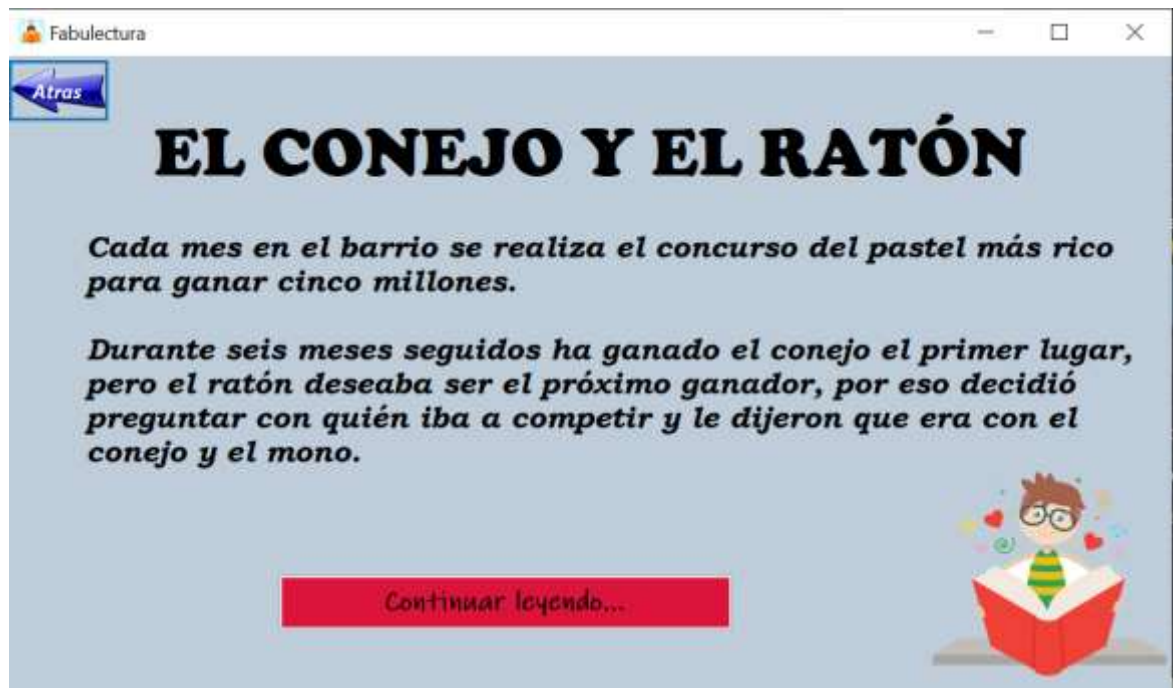 Fabulectura
Atras
EL CONEJO Y EL RATÓN
Cada mes en el barrio se realiza el concurso del pastel más rico
para ganar cinco millones.
Durante seis meses seguidos ha ganado el conejo el primer lugar,
pero el ratón deseaba ser el próximo ganador, por eso decidió
preguntar con quién iba a competir y le dijeron que era con el
conejo y el mono.
Continuar leyendo...